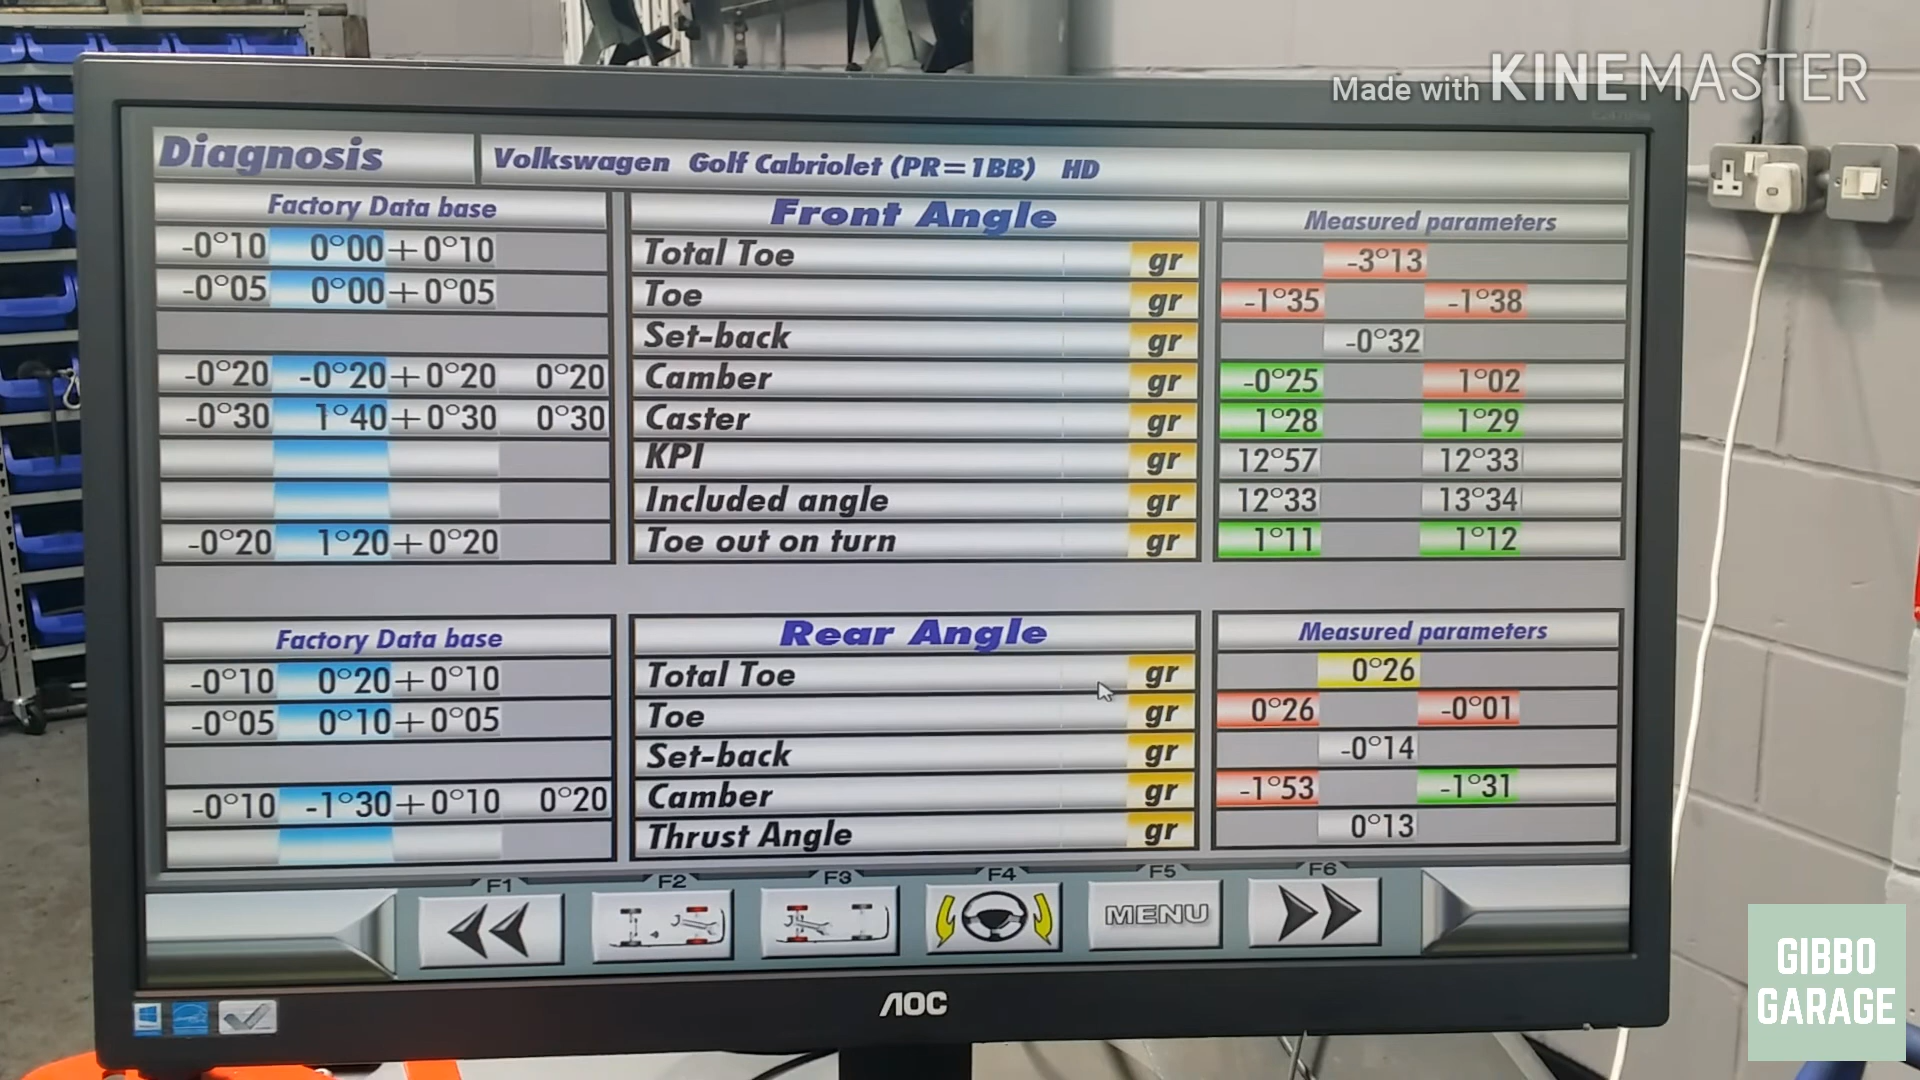 Made with KINEMASTER
Diagnosis
Volkswagen Golf Cabriolet (PR=1BB) HD
Factory Data base Front Angle Measured parameters
-0°10 0°00 +0°10 Total Toe gr -3°13
-0°05 0°00 +0°05 Toe gr -1°35 -1°38
Set-back gr -0°32
-0°20 -0°20 +0°20 0°20 Camber gr -0°25 1°02
-0°30 1°40 +0°30 0°30 Caster gr 1°28 1°29
KPI gr 12°57 12°33
Included angle gr 12°33 13°34
-0°20 1°20 +0°20 Toe out on turn gr 1°11 1°12
Factory Data base Rear Angle Measured parameters
-0°10 0°20 +0°10 Total Toe gr 0°26
-0°05 0°10 +0°05 Toe gr 0°26 -0°01
Set-back gr -0°14
-0°10 -1°30 +0°10 0°20 Camber gr -1°53 -1°31
Thrust Angle gr 0°13
F1 F2 F3 F4 F5 F6
MENU
AOC
GIBBO
GARAGE